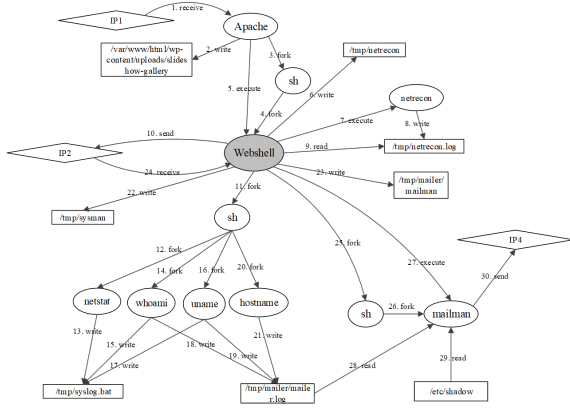 1. receive
IP1
Apache
/var/www/html/wp-
content/uploads/slides
how-gallery
2. write
3. fork
/tmp/netrecon
sh
5. execute
6. write
netrecon
4. fork
7. execute
8. write
10. send
Webshell
9. read
/tmp/netrecon.log
IP2
24. receive
23. write
/tmp/mailer/
mailman
22. write
11. fork
/tmp/sysman
sh
12. fork
14. fork
16. fork
20. fork
25. fork
27. execute
IP4
30. send
netstat
whoami
uname
hostname
sh
26. fork
mailman
13. write
15. write
18. write
21. write
17. write
19. write
28. read
29. read
/tmp/syslog.bat
/tmp/mailer/maile
r.log
/etc/shadow